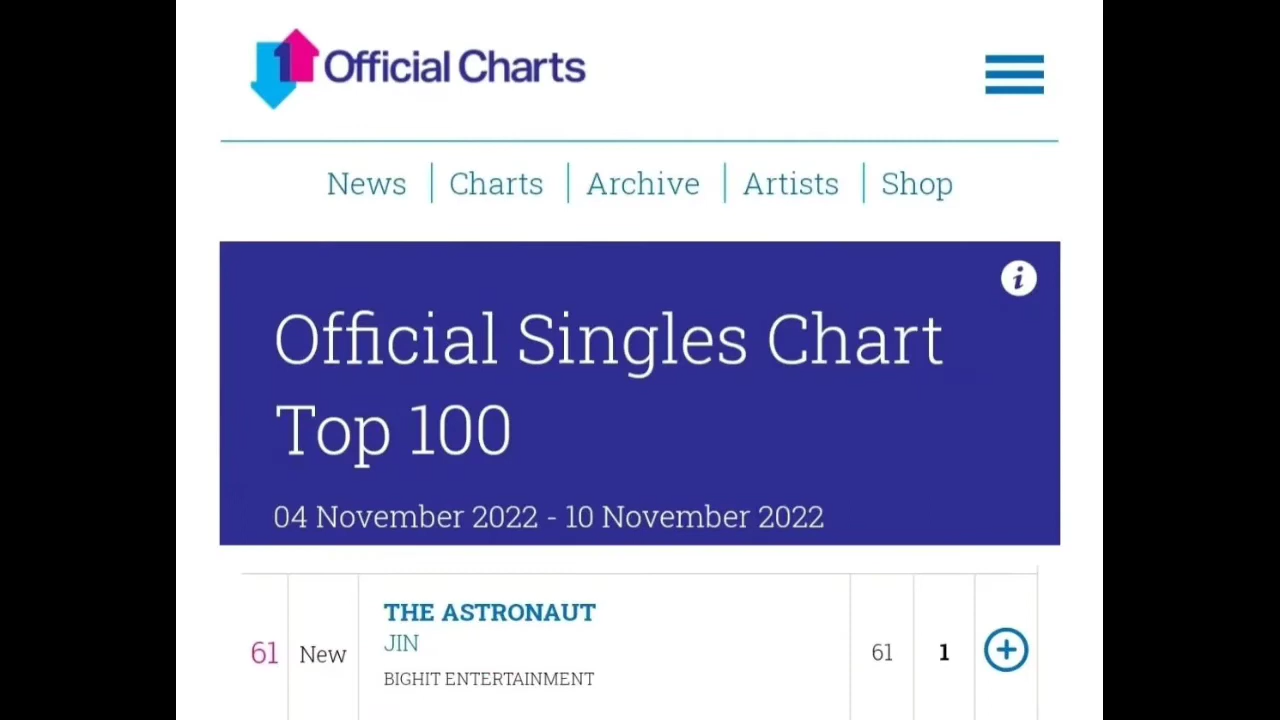 Official Charts
News
Charts
Archive
Artists
Shop
i
Official Singles Chart
Top 100
04 November 2022 - 10 November 2022
61
New
THE ASTRONAUT
JIN
BIGHIT ENTERTAINMENT
61
1